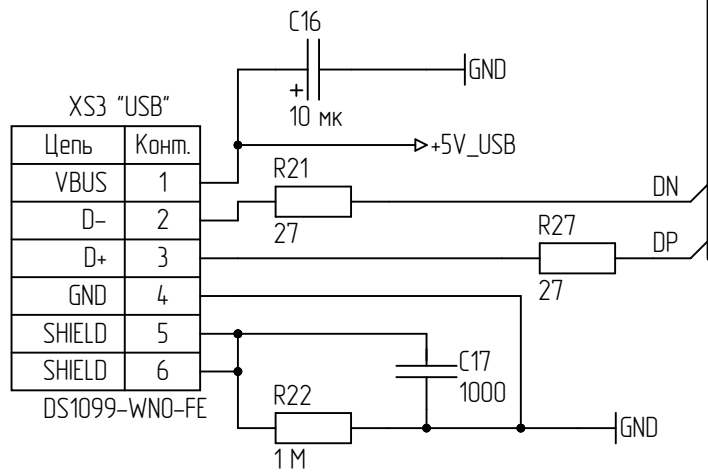 C16
+
10 мк
GND
XS3 "USB"
Цепь Конт.
+5V_USB
VBUS 1
R21
DN
D- 2
27
R27
DP
D+ 3
27
GND 4
SHIELD 5
C17
SHIELD 6
1000
R22
DS1099-WN0-FE
GND
1 М